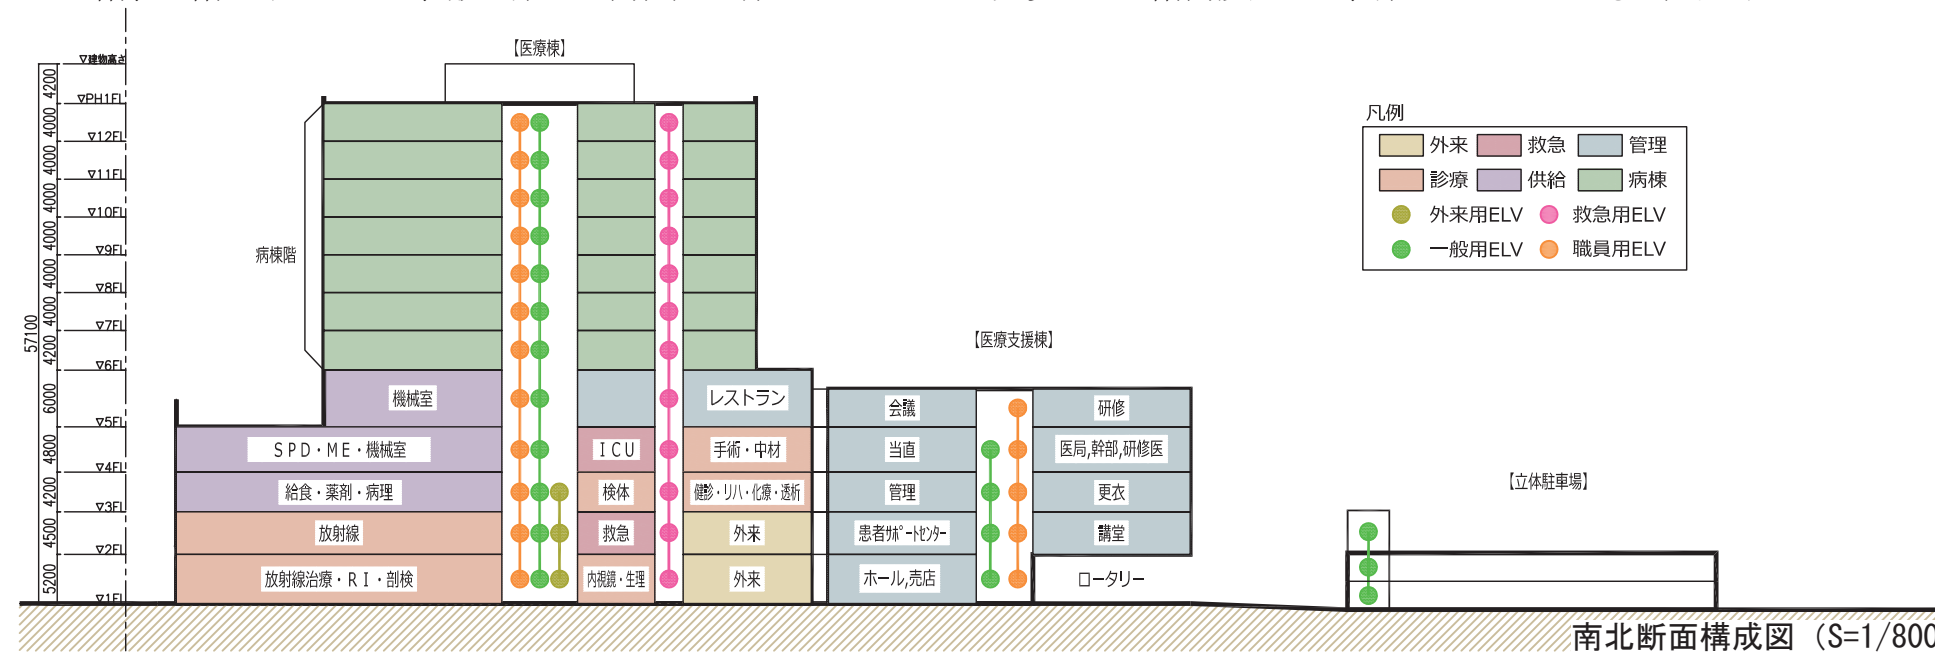 【医療棟】
▽建物高さ
4200
▽PH1FL
4000
▽12FL
4000
▽11FL
4000
▽10FL
4000
▽9FL
4000
▽8FL
4000
▽7FL
4200
▽6FL
6000
▽5FL
4800
▽4FL
4200
▽3FL
4500
▽2FL
5200
▽1FL
57100
病棟階
凡例
外来 救急 管理
診療 供給 病棟
外来用ELV 救急用ELV
一般用ELV 職員用ELV
【医療支援棟】
機械室 レストラン 会議 研修
SPD・ME・機械室 ICU 手術・中材 当直 医局,幹部,研修医
給食・薬剤・病理 検体 健診・リハ・化療・透析 管理 更衣
放射線 救急 外来 患者サポートセンター 講堂
放射線治療・RI・剖検 内視鏡・生理 外来 ホール,売店 ロータリー
【立体駐車場】
南北断面構成図（S=1/800